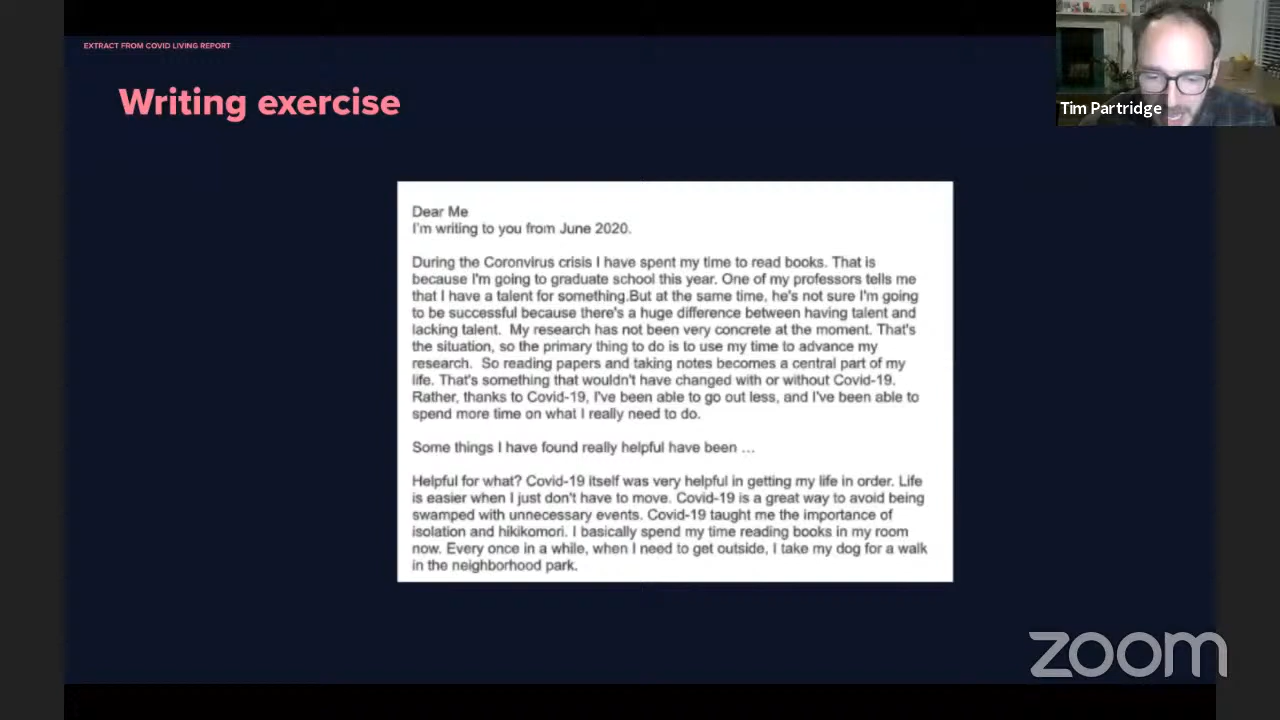 EXTRACT FROM COVID LIVING REPORT
Writing exercise
Tim Partridge
Dear Me
I'm writing to you from June 2020.
During the Coronvirus crisis I have spent my time to read books. That is
because I'm going to graduate school this year. One of my professors tells me
that I have a talent for something.But at the same time, he's not sure I'm going
to be successful because there's a huge difference between having talent and
lacking talent.  My research has not been very concrete at the moment. That's
the situation, so the primary thing to do is to use my time to advance my
research.  So reading papers and taking notes becomes a central part of my
life. That's something that wouldn't have changed with or without Covid-19.
Rather, thanks to Covid-19, I've been able to go out less, and I've been able to
spend more time on what I really need to do.
Some things I have found really helpful have been ...
Helpful for what? Covid-19 itself was very helpful in getting my life in order. Life
is easier when I just don't have to move. Covid-19 is a great way to avoid being
swamped with unnecessary events. Covid-19 taught me the importance of
isolation and hikikomori. I basically spend my time reading books in my room
now. Every once in a while, when I need to get outside, I take my dog for a walk
in the neighborhood park.
zoom